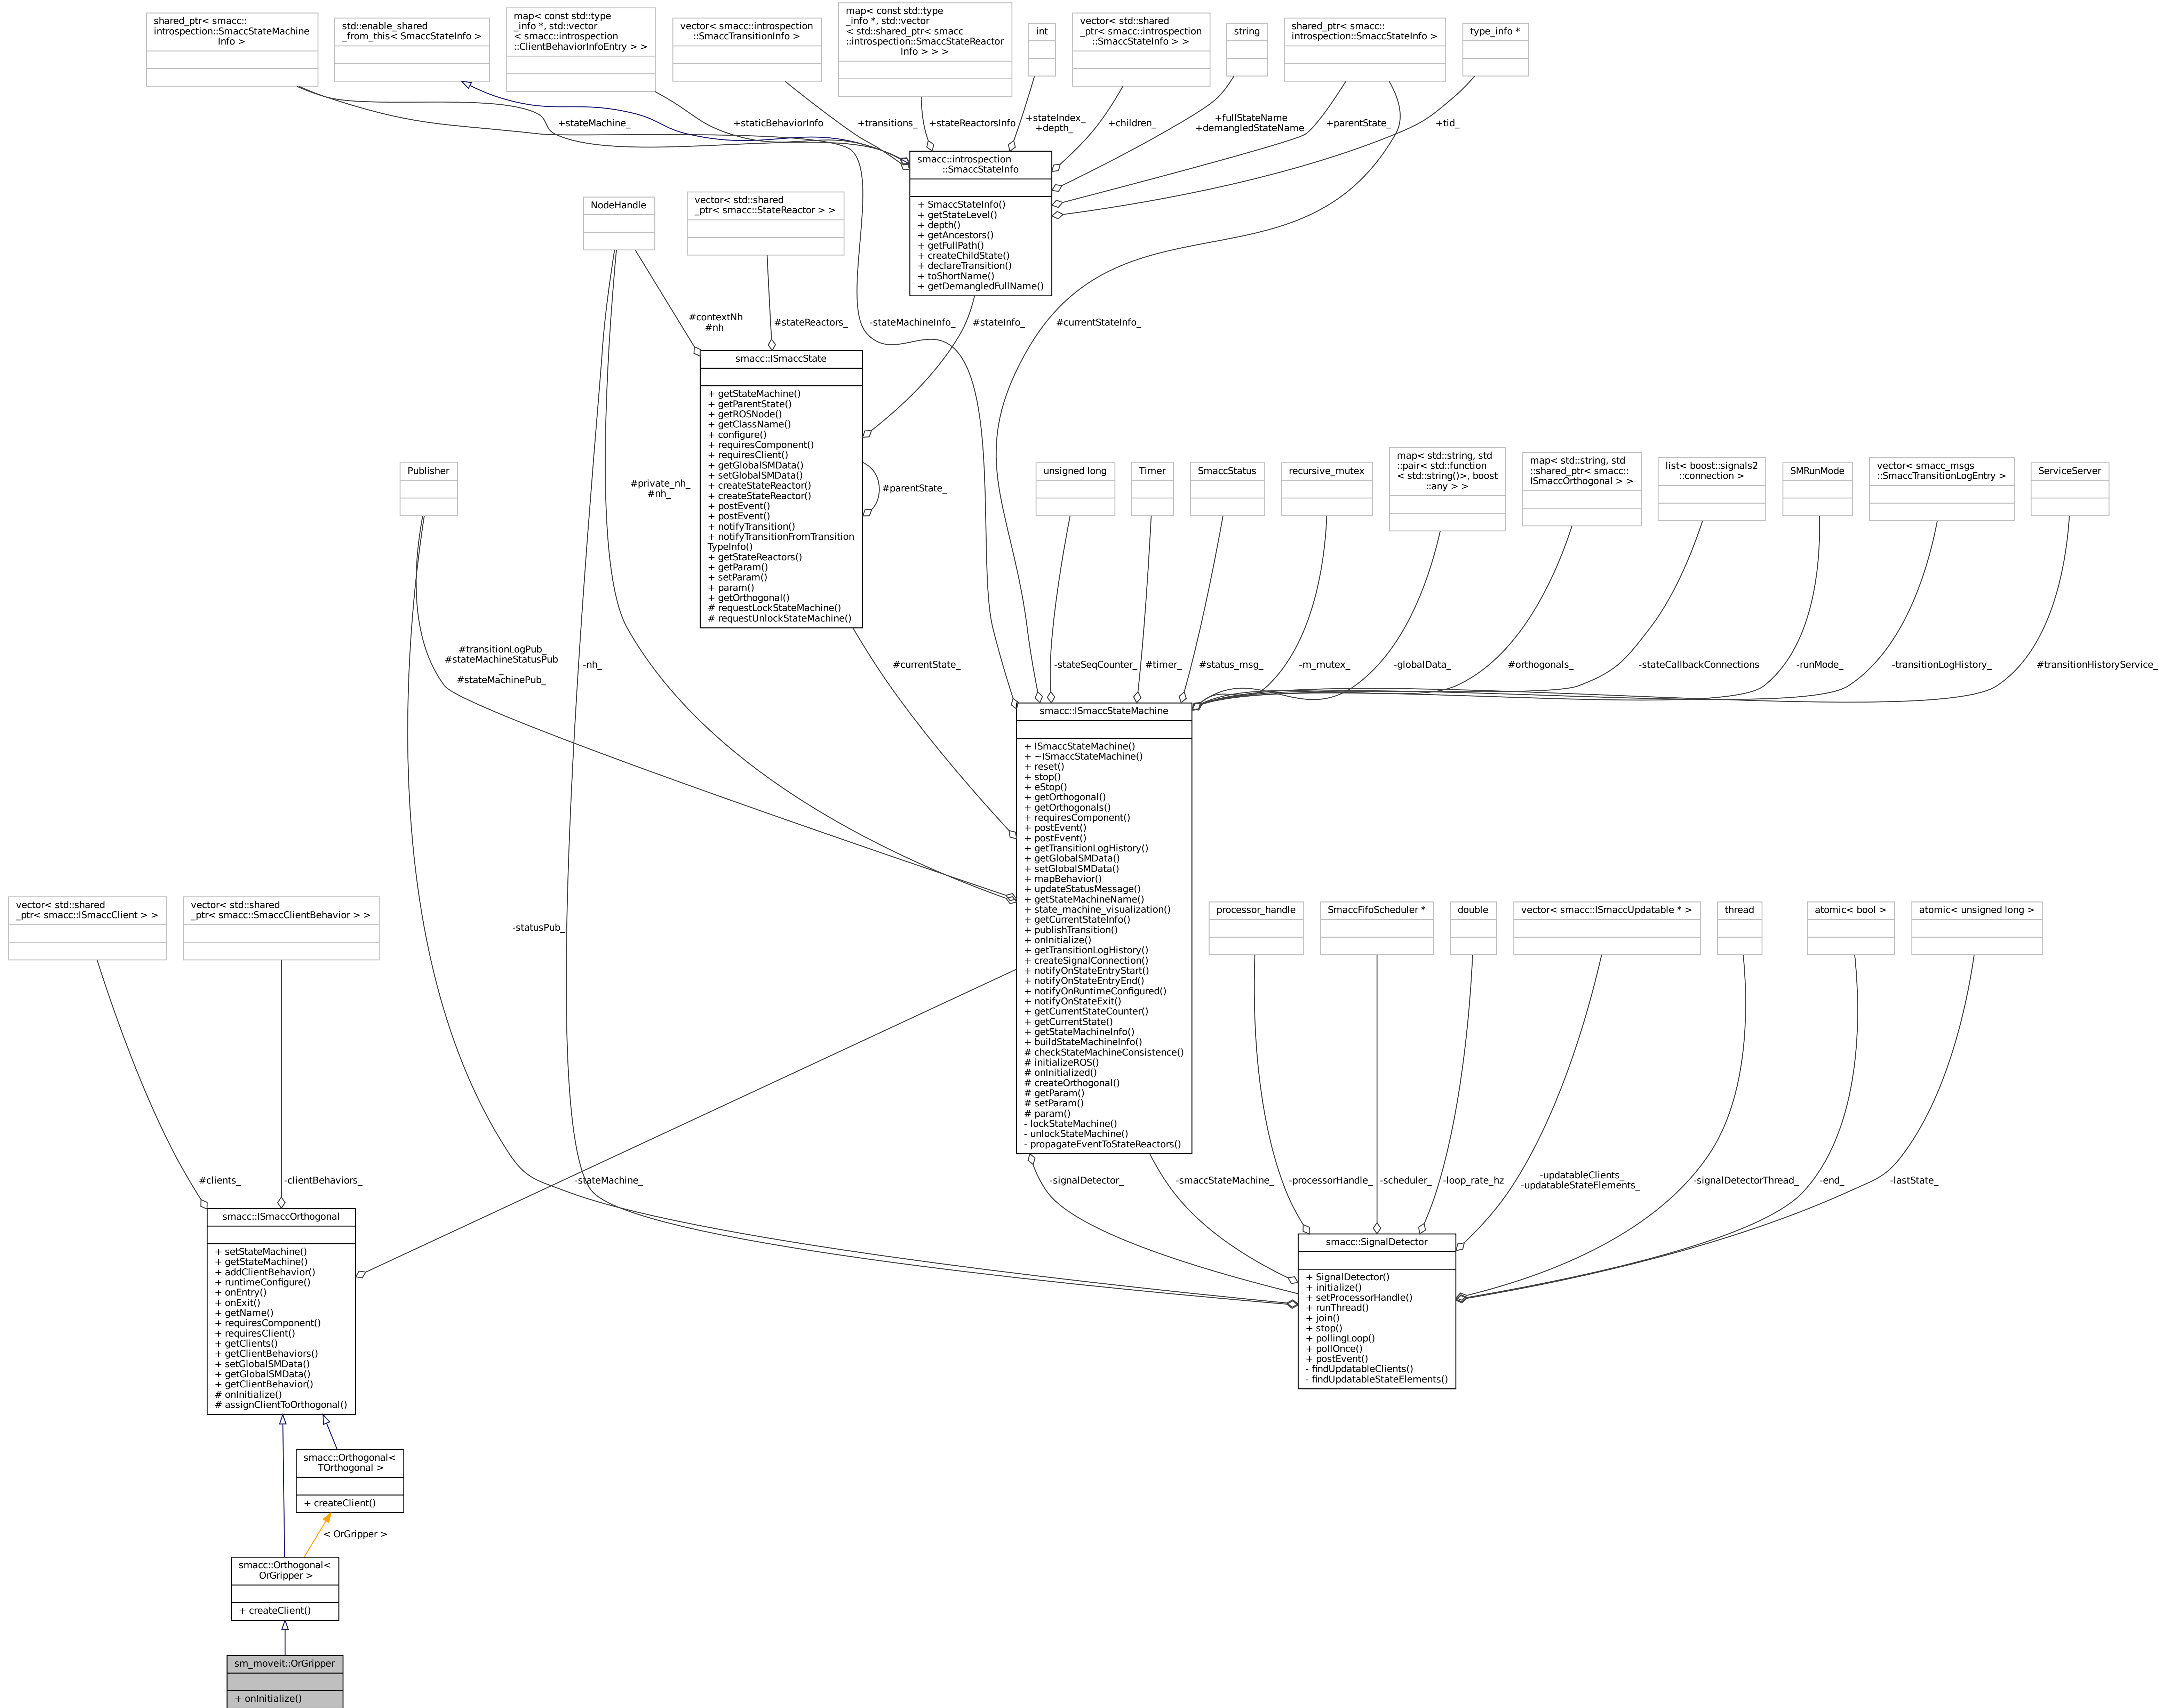 shared_ptr< smacc::
introspection::SmaccStateMachine
Info >
std::enable_shared
_from_this< SmaccStateInfo >
map< const std::type
_info *, std::vector
< smacc::introspection
::ClientBehaviorInfoEntry > >
vector< smacc::introspection
::SmaccTransitionInfo >
map< const std::type
_info *, std::vector
< std::shared_ptr< smacc
::introspection::SmaccStateReactor
Info > > >
int
vector< std::shared
_ptr< smacc::introspection
::SmaccStateInfo > >
string
shared_ptr< smacc::
introspection::SmaccStateInfo >
type_info *
+stateMachine_
+staticBehaviorInfo
+transitions_
+stateReactorsInfo
+stateIndex_
+depth_
+children_
+fullStateName
+demangledStateName
+parentState_
+tid_
smacc::introspection
::SmaccStateInfo
+ SmaccStateInfo()
+ getStateLevel()
+ depth()
+ getAncestors()
+ getFullPath()
+ createChildState()
+ declareTransition()
+ toShortName()
+ getDemangledFullName()
NodeHandle
vector< std::shared
_ptr< smacc::StateReactor > >
#contextNh
#nh
#stateReactors_
-stateMachineInfo_
#stateInfo_
#currentStateInfo_
smacc::ISmaccState
+ getStateMachine()
+ getParentState()
+ getROSNode()
+ getClassName()
+ configure()
+ requiresComponent()
+ requiresClient()
+ getGlobalSMData()
+ setGlobalSMData()
+ createStateReactor()
+ createStateReactor()
+ postEvent()
+ postEvent()
+ notifyTransition()
+ notifyTransitionFromTransition
TypeInfo()
+ getStateReactors()
+ getParam()
+ setParam()
+ param()
+ getOrthogonal()
# requestLockStateMachine()
# requestUnlockStateMachine()
#parentState_
#private_nh_
#nh_
Publisher
unsigned long
Timer
SmaccStatus
recursive_mutex
map< std::string, std
::pair< std::function
< std::string()>, boost
::any > >
map< std::string, std
::shared_ptr< smacc::
ISmaccOrthogonal > >
list< boost::signals2
::connection >
SMRunMode
vector< smacc_msgs
::SmaccTransitionLogEntry >
ServiceServer
#transitionLogPub_
#stateMachineStatusPub
_
#stateMachinePub_
-nh_
#currentState_
-stateSeqCounter_
#timer_
#status_msg_
-m_mutex_
-globalData_
#orthogonals_
-stateCallbackConnections
-runMode_
-transitionLogHistory_
#transitionHistoryService_
smacc::ISmaccStateMachine
+ ISmaccStateMachine()
+ ~ISmaccStateMachine()
+ reset()
+ stop()
+ eStop()
+ getOrthogonal()
+ getOrthogonals()
+ requiresComponent()
+ postEvent()
+ postEvent()
+ getTransitionLogHistory()
+ getGlobalSMData()
+ setGlobalSMData()
+ mapBehavior()
+ updateStatusMessage()
+ getStateMachineName()
+ state_machine_visualization()
+ getCurrentStateInfo()
+ publishTransition()
+ onInitialize()
+ getTransitionLogHistory()
+ createSignalConnection()
+ notifyOnStateEntryStart()
+ notifyOnStateEntryEnd()
+ notifyOnRuntimeConfigured()
+ notifyOnStateExit()
+ getCurrentStateCounter()
+ getCurrentState()
+ getStateMachineInfo()
+ buildStateMachineInfo()
# checkStateMachineConsistence()
# initializeROS()
# onInitialized()
# createOrthogonal()
# getParam()
# setParam()
# param()
- lockStateMachine()
- unlockStateMachine()
- propagateEventToStateReactors()
vector< std::shared
_ptr< smacc::ISmaccClient > >
vector< std::shared
_ptr< smacc::SmaccClientBehavior > >
-statusPub_
processor_handle
SmaccFifoScheduler *
double
vector< smacc::ISmaccUpdatable * >
thread
atomic< bool >
atomic< unsigned long >
#clients_
-clientBehaviors_
-stateMachine_
-signalDetector_
-smaccStateMachine_
-processorHandle_
-scheduler_
-loop_rate_hz
-updatableClients_
-updatableStateElements_
-signalDetectorThread_
-end_
-lastState_
smacc::ISmaccOrthogonal
+ setStateMachine()
+ getStateMachine()
+ addClientBehavior()
+ runtimeConfigure()
+ onEntry()
+ onExit()
+ getName()
+ requiresComponent()
+ requiresClient()
+ getClients()
+ getClientBehaviors()
+ setGlobalSMData()
+ getGlobalSMData()
+ getClientBehavior()
# onInitialize()
# assignClientToOrthogonal()
smacc::SignalDetector
+ SignalDetector()
+ initialize()
+ setProcessorHandle()
+ runThread()
+ join()
+ stop()
+ pollingLoop()
+ pollOnce()
+ postEvent()
- findUpdatableClients()
- findUpdatableStateElements()
smacc::Orthogonal<
TOrthogonal >
+ createClient()
< OrGripper >
smacc::Orthogonal<
OrGripper >
+ createClient()
sm_moveit::OrGripper
+ onInitialize()